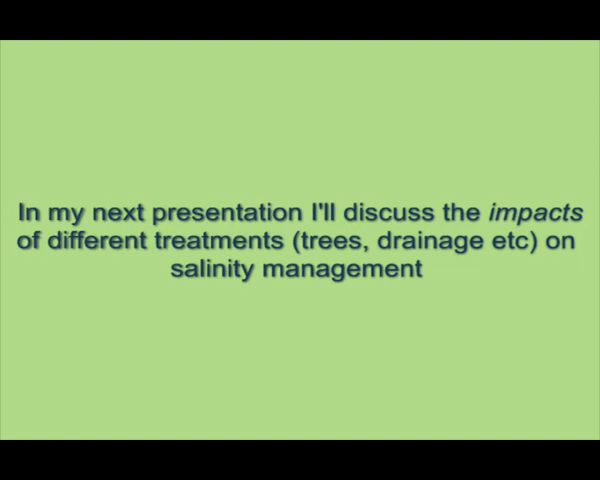 In my next presentation I'll discuss the impacts
of different treatments (trees, drainage etc) on
salinity management